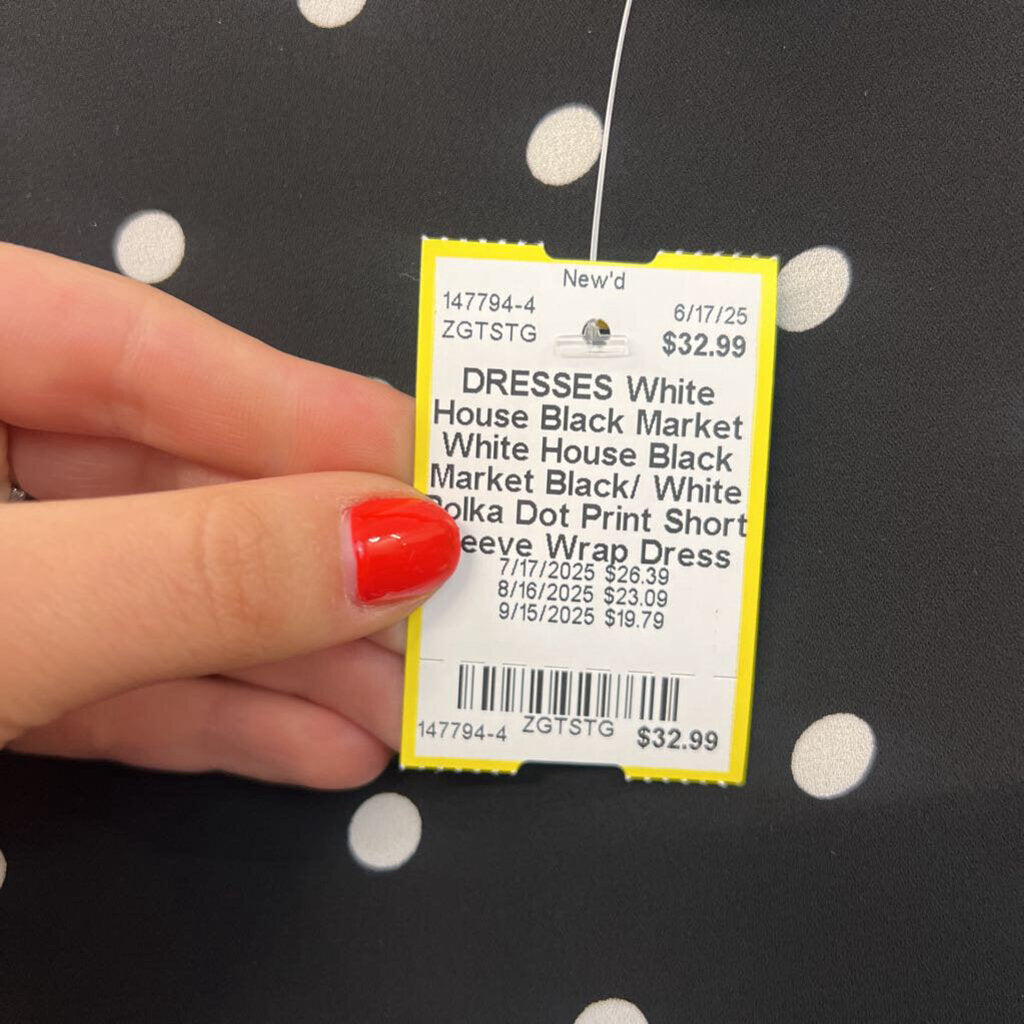 New'd
147794-4 6/17/25
ZGTSTG $32.99
DRESSES White
House Black Market
White House Black
Market Black/ White
Polka Dot Print Short
eeve Wrap Dress
7/17/2025 $26.39
8/16/2025 $23.09
9/15/2025 $19.79
147794-4 ZGTSTG $32.99